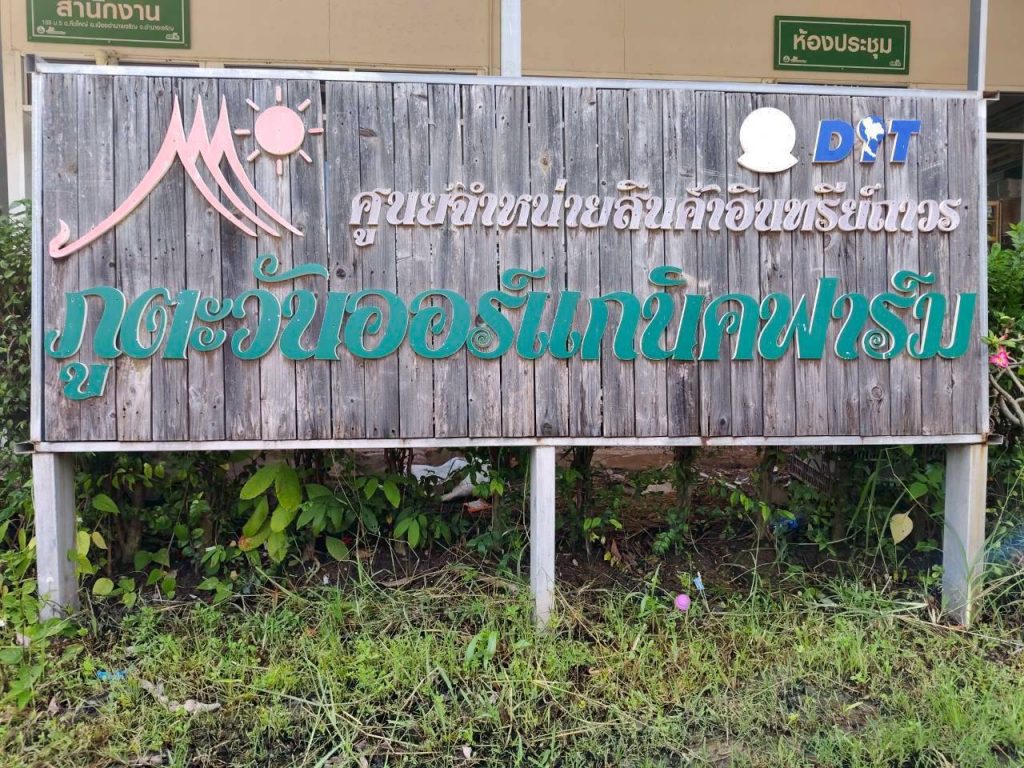 สำนักงาน
ห้องประชุม
DIT
ศูนย์จำหน่ายสินค้าอินทรีย์ถาวร
ภูตะวันออร์แกนิคฟาร์ม